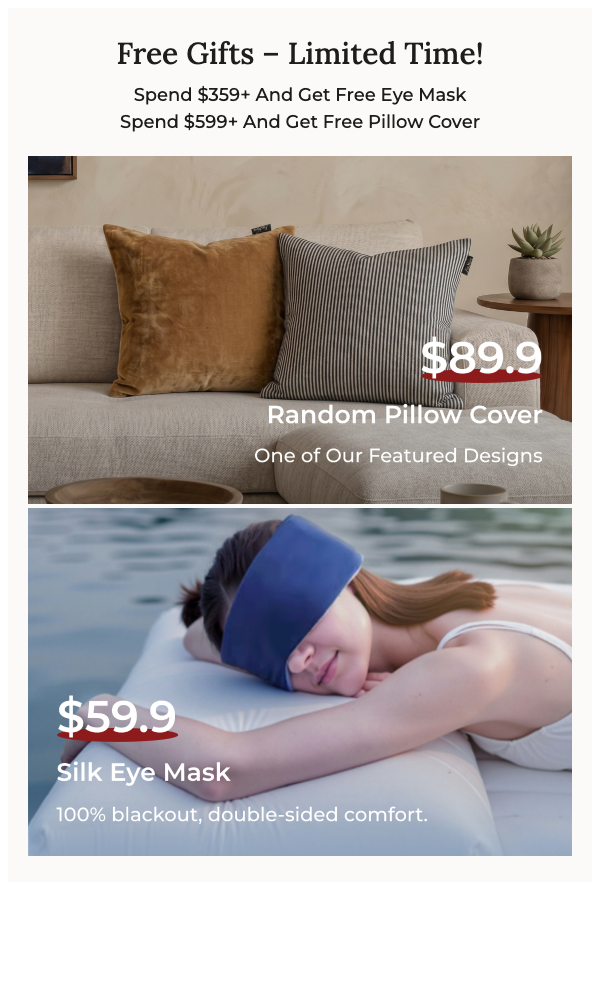 Free Gifts – Limited Time!
Spend $359+ And Get Free Eye Mask
Spend $599+ And Get Free Pillow Cover
$89.9
Random Pillow Cover
One of Our Featured Designs
$59.9
Silk Eye Mask
100% blackout, double-sided comfort.